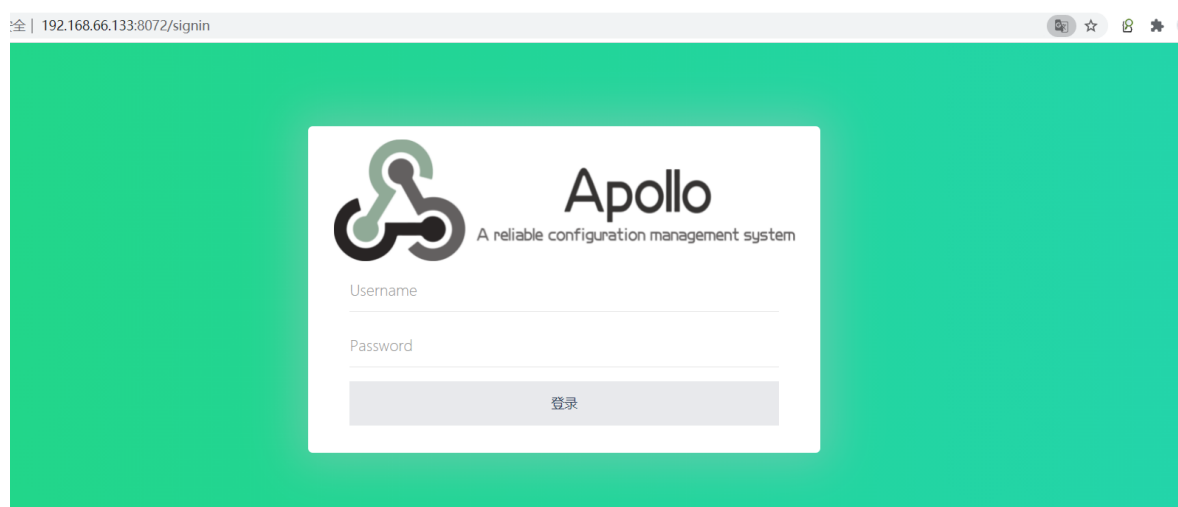 全 | 192.168.66.133:8072/signin
Apollo
A reliable configuration management system
Username
Password
登录